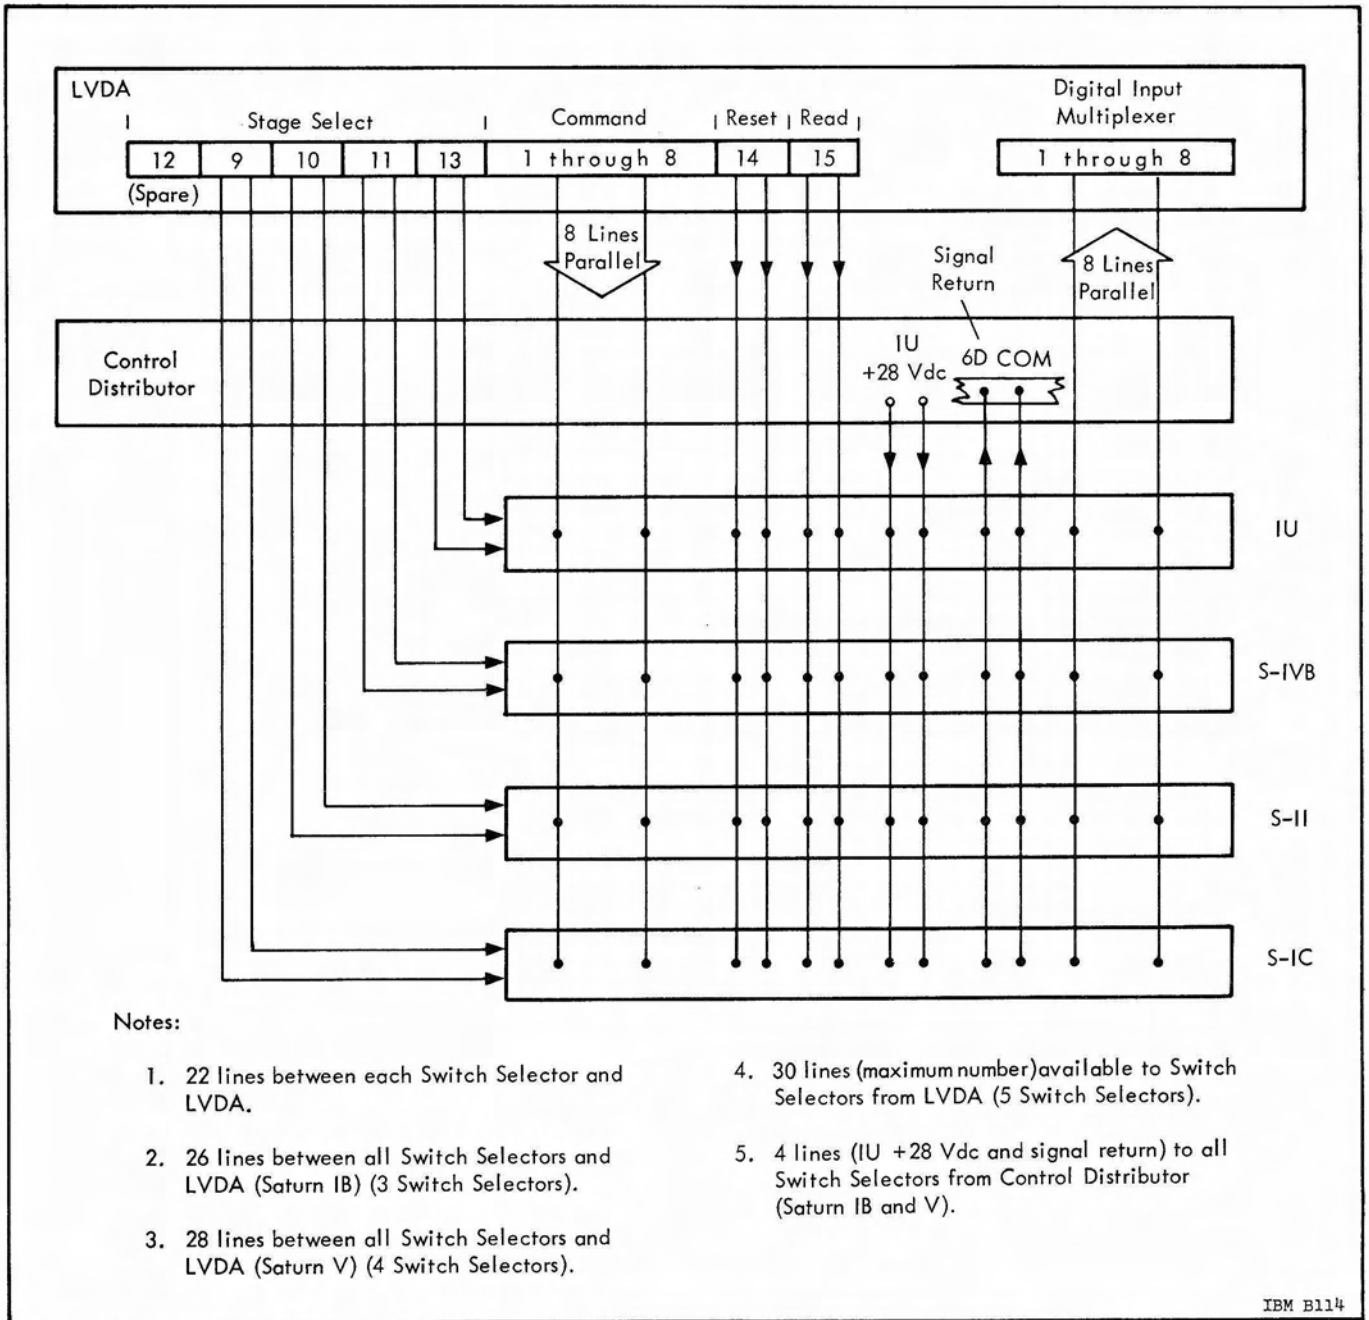 LVDA
Stage Select
Command
Reset
Read
Digital Input
Multiplexer
12
9
10
11
13
1 through 8
14
15
1 through 8
(Spare)
8 Lines
Parallel
Signal
Return
8 Lines
Parallel
Control
Distributor
IU
+28 Vdc
6D COM
IU
S-IVB
S-II
S-IC
Notes:
1. 22 lines between each Switch Selector and
LVDA.
2. 26 lines between all Switch Selectors and
LVDA (Saturn IB) (3 Switch Selectors).
3. 28 lines between all Switch Selectors and
LVDA (Saturn V) (4 Switch Selectors).
4. 30 lines (maximum number)available to Switch
Selectors from LVDA (5 Switch Selectors).
5. 4 lines (IU +28 Vdc and signal return) to all
Switch Selectors from Control Distributor
(Saturn IB and V).
IBM B114